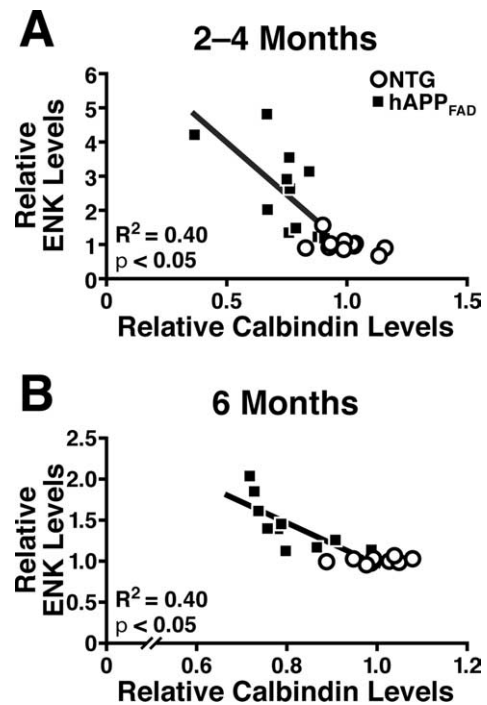 A
2–4 Months
6
5
4
3
2
1
0
Relative
ENK Levels
NTG
hAPPFAD
R² = 0.40
p < 0.05
0 0.5 1.0 1.5
Relative Calbindin Levels
B
6 Months
2.5
2.0
1.5
1.0
0.5
0
Relative
ENK Levels
R² = 0.40
p < 0.05
0 0.6 0.8 1.0 1.2
Relative Calbindin Levels